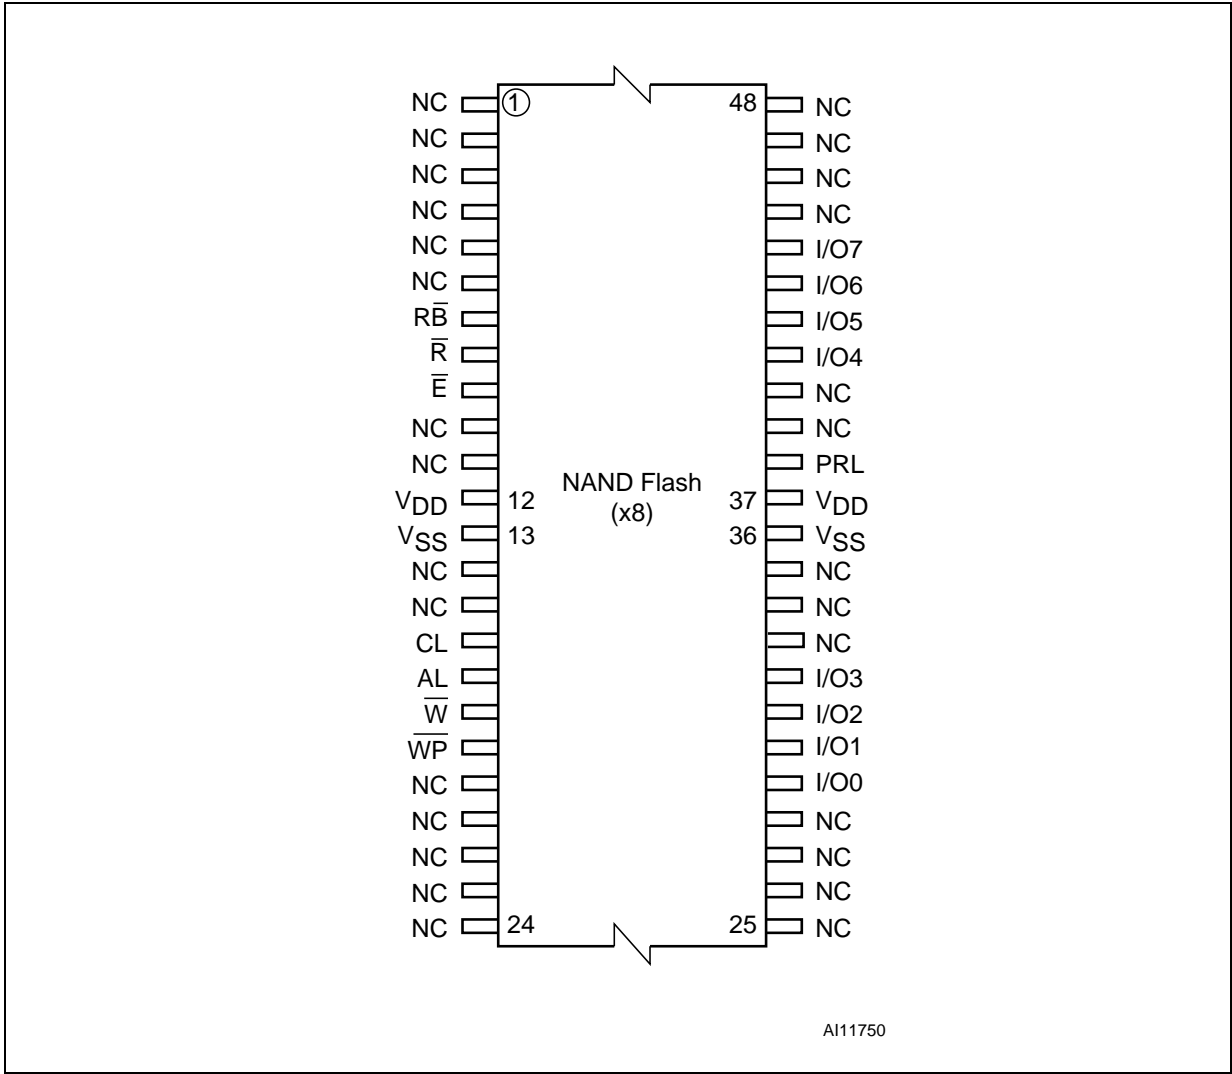 NC 1 48 NC
NC NC
NC NC
NC NC
NC I/O7
NC I/O6
RB̅ I/O5
R̅ I/O4
E̅ NC
NC NC
NC PRL
NAND Flash
(x8)
VDD 12 37 VDD
VSS 13 36 VSS
NC NC
NC NC
CL NC
AL I/O3
W̅ I/O2
W̅P̅ I/O1
NC I/O0
NC NC
NC NC
NC NC
NC 24 25 NC
AI11750